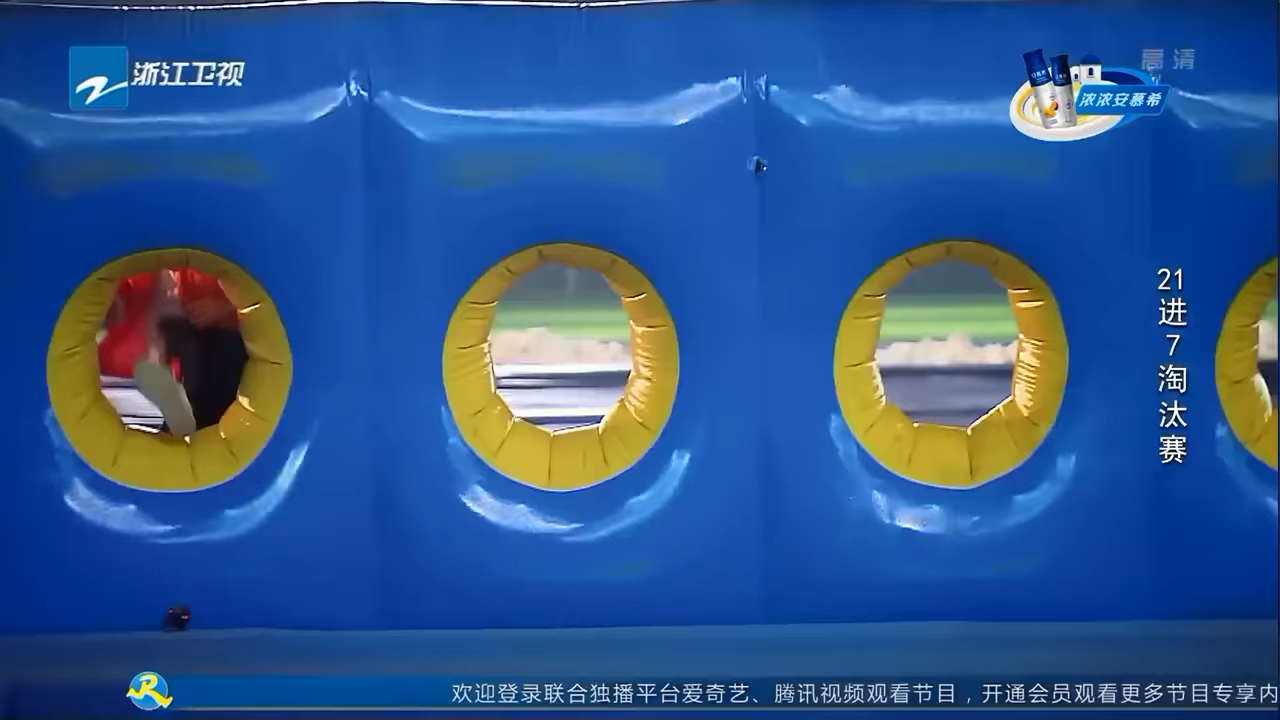 浙江卫视
高清
浓浓安慕希
21进7淘汰赛
欢迎登录联合独播平台爱奇艺、腾讯视频观看节目，开通会员观看更多节目专享内